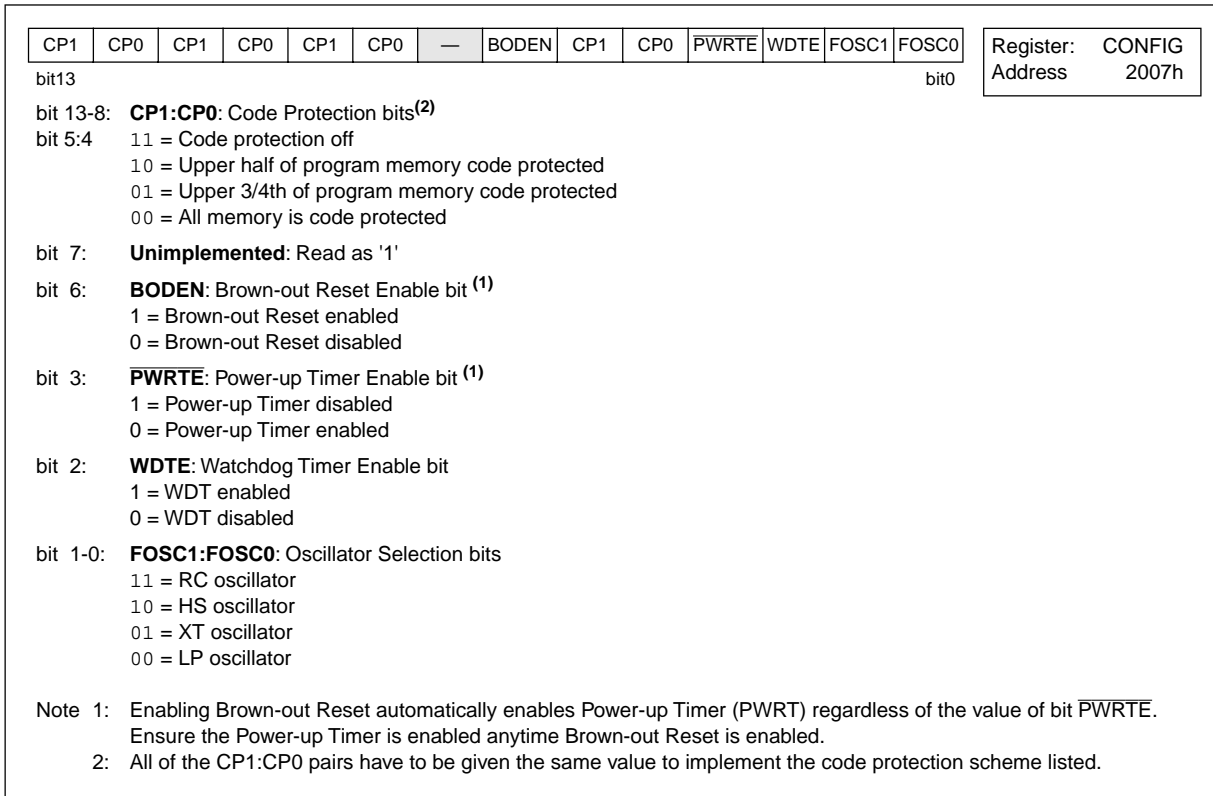 CP1 CP0 CP1 CP0 CP1 CP0 — BODEN CP1 CP0 PWRTE WDTE FOSC1 FOSC0
Register: CONFIG
Address 2007h
bit13 bit0
bit 13-8: CP1:CP0: Code Protection bits(2)
bit 5:4 11 = Code protection off
10 = Upper half of program memory code protected
01 = Upper 3/4th of program memory code protected
00 = All memory is code protected
bit 7: Unimplemented: Read as '1'
bit 6: BODEN: Brown-out Reset Enable bit (1)
1 = Brown-out Reset enabled
0 = Brown-out Reset disabled
bit 3: PWRTE: Power-up Timer Enable bit (1)
1 = Power-up Timer disabled
0 = Power-up Timer enabled
bit 2: WDTE: Watchdog Timer Enable bit
1 = WDT enabled
0 = WDT disabled
bit 1-0: FOSC1:FOSC0: Oscillator Selection bits
11 = RC oscillator
10 = HS oscillator
01 = XT oscillator
00 = LP oscillator
Note 1: Enabling Brown-out Reset automatically enables Power-up Timer (PWRT) regardless of the value of bit PWRTE.
Ensure the Power-up Timer is enabled anytime Brown-out Reset is enabled.
2: All of the CP1:CP0 pairs have to be given the same value to implement the code protection scheme listed.